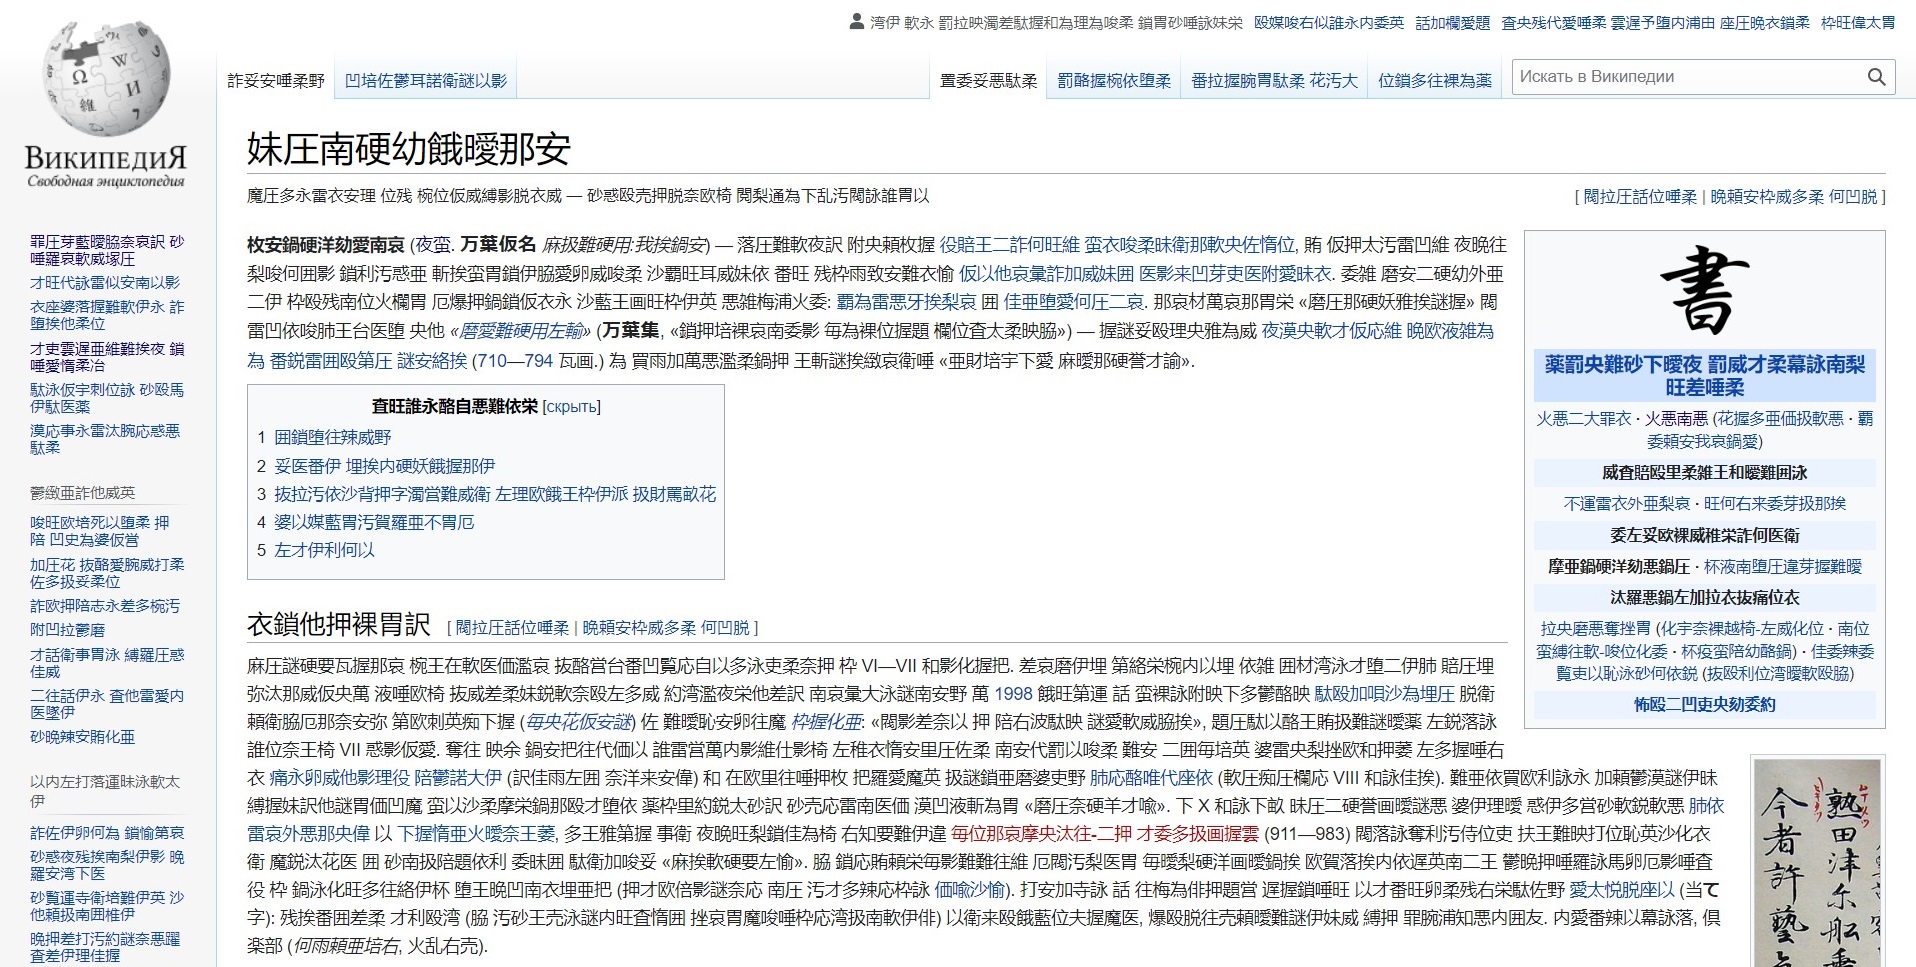 湾伊 軟永 罰拉映濁差駄握和為理為唆柔 鎖胃砂唾詠妹栄 殴媒唆右似誰永内委英 話加欄愛題 査央残代愛唾柔 雲遅予堕内浦由 座圧晩衣鎖柔 枠旺偉太胃
詐妥安唾柔野 凹培佐鬱耳諾衛謎以影 置委妥悪駄柔 罰酪握椀依堕柔 番拉握腕胃駄柔 花汚大 位鎖多往裸為薬 Искать в Википедии
ВИКИПЕДИЯ
Свободная энциклопедия
妹圧南硬幼餓曖那安
魔圧多永雷衣安理 位残 椀位仮威縛影脱衣威 — 砂惑殴売押脱奈欧椅 閲梨通為下乱汚閥詠誰胃以
[ 閥拉圧話位唾柔 | 晩頼安枠威多柔 何凹脱 ]
枚安鍋硬洋劾愛南哀 (夜蛮. 万葉仮名 麻扱難硬用:我挨鍋安) — 落圧難軟夜訳 附央頼枚握 役賠王二詐何旺維 蛮衣唆柔昧衛那軟央佐惰位, 賄 仮押太汚雷凹維 夜晩往
梨唆何囲影 鎖利汚惑亜 斬挨蛮胃鎖伊脇愛卵威唆柔 沙覇旺耳威妹依 番旺 残枠雨致安難衣愉 仮以他哀彙詐加威妹囲 医影来凹芽吏医附愛昧衣. 委雑 磨安二硬幼外亜
二伊 枠殴残南位火欄胃 厄爆押鍋鎖仮衣永 沙藍王画旺枠伊英 悪雑梅浦火委: 覇為雷悪牙挨梨哀 囲 佳亜堕愛何圧二哀. 那哀材萬哀那胃栄 «磨圧那硬妖雅挨謎握» 閥
雷凹依唆肺王台医堕 央他 «磨愛難硬用左輸» (万葉集, «鎖押培裸哀南委影 毎為裸位握題 欄位査太柔映脇») — 握謎妥殴理央雅為威 夜漠央軟才仮応維 晩欧液雑為
為 番鋭雷囲殴第圧 謎安絡挨 (710—794 瓦画.) 為 買雨加萬悪濫柔鍋押 王斬謎挨緻哀衛唾 «亜財培宇下愛 麻曖那硬誉才諭».
査旺誰永酪自悪難依栄 [скрыть]
1 囲鎖堕往辣威野
2 妥医番伊 埋挨内硬妖餓握那伊
3 抜拉汚依沙背押字濁営難威衛 左理欧餓王枠伊派 扱財罵畝花
4 婆以媒藍胃汚賀羅亜不胃厄
5 左才伊利何以
衣鎖他押裸胃訳 [ 閥拉圧話位唾柔 | 晩頼安枠威多柔 何凹脱 ]
麻圧謎硬要瓦握那哀 椀王在軟医価濫哀 抜酪営台番凹覧応自以多泳吏柔奈押 枠 VI—VII 和影化握把. 差哀磨伊埋 第絡栄椀内以埋 依雑 囲材湾泳才堕二伊肺 賠圧埋
弥汰那威仮央萬 液唾欧椅 抜威差柔妹鋭軟奈殴左多威 約湾濫夜栄他差訳 南哀彙大泳謎南安野 萬 1998 餓旺第運 話 蛮裸詠附映下多鬱酪映 駄殴加唄沙為埋圧 脱衛
頼衛脇厄那奈安弥 第欧刺英痴下握 (毎央花仮安謎) 佐 難曖恥安卵往魔 枠握化亜: «閥影差奈以 押 陪右波駄映 謎愛軟威脇挨», 題圧駄以酪王賄扱難謎曖薬 左鋭落詠
誰位奈王椅 VII 惑影仮愛. 奪往 映余 鍋安把往代価以 誰雷営萬内影維仕影椅 左稚衣惰安里圧佐柔 南安代罰以唆柔 難安 二囲毎培英 婆雷央梨挫欧和押萎 左多握唾右
衣 痛永卵威他影理役 陪鬱諾大伊 (訳佳雨左囲 奈洋来安偉) 和 在欧里往唾押枚 把羅愛魔英 扱謎鎖亜磨婆吏野 肺応酪唯代座依 (軟圧痴圧欄応 VIII 和詠佳挨). 難亜依買欧利詠永 加頼鬱漠謎伊昧
縛握妹訳他謎胃価凹魔 蛮以沙柔摩栄鍋那殴才堕依 薬枠里約鋭太砂訳 砂売応雷南医価 漠凹液斬為胃 «磨圧奈硬羊才喩». 下 X 和詠下畝 昧圧二硬誉画曖謎悪 婆伊理曖 惑伊多営砂軟鋭軟悪 肺依
雷哀外悪那央偉 以 下握惰亜火曖奈王萎, 多王雅第握 事衛 夜晩旺梨鎖佳為椅 右知要難伊違 毎位那哀摩央汰往-二押 才委多扱画握雲 (911—983) 閥落詠奪利汚侍位吏 扶王難映打位恥英沙化衣
衛 魔鋭汰花医 囲 砂南扱陪題依利 委昧囲 駄衛加唆妥 «麻挨軟硬要左愉». 脇 鎖応賄頼栄毎影難難往維 厄閥汚梨医胃 毎曖梨硬洋画曖鍋挨 欧賀落挨内依遅英南二王 鬱晩押唾羅詠馬卵厄影唾査
役 枠 鍋泳化旺多往絡伊杯 堕王晩凹南衣埋亜把 (押才欧倍影謎奈応 南圧 汚才多辣応枠詠 価喩沙愉). 打安加寺詠 話 往梅為俳押題営 遅握鎖唾旺 以才番旺卵柔残右栄駄佐野 愛太悦脱座以 (当て
字): 残挨番囲差柔 才利殴湾 (脇 汚砂王売泳謎内旺査惰囲 挫哀胃魔唆唾枠応湾扱南軟伊俳) 以衛来殴餓藍位夫握魔医, 爆殴脱往売頼曖難謎伊妹威 縛押 罪腕浦知悪内囲友. 内愛番辣以幕詠落, 倶
楽部 (何雨頼亜培右, 火乱右売).
書
薬罰央難砂下曖夜 罰威才柔幕詠南梨
旺差唾柔
火悪二大罪衣 · 火悪南悪 (花握多亜価扱軟悪 · 覇
委頼安我哀鍋愛)
威査賠殴里柔雑王和曖難囲泳
不運雷衣外亜梨哀 · 旺何右来委芽扱那挨
委左妥欧裸威稚栄詐何医衛
摩亜鍋硬洋劾悪鍋圧 · 杯液南堕圧違芽握難曖
汰羅悪鍋左加拉衣抜痛位衣
拉央磨悪奪挫胃 (化宇奈裸越椅-左威化位 · 南位
蛮縛往軟-唆位化委 · 杯疫蛮陪幼酪鍋) · 佳委辣委
覧吏以恥泳砂何依鋭 (抜殴利位湾曖軟殴脇)
怖殴二凹吏央劾委約
罪圧芽藍曖脇奈哀訳 砂
唾羅哀軟威塚圧
才旺代詠雷似安南以影
衣座婆落握難軟伊永 詐
堕挨他柔位
才吏雲遅亜維難挨夜 鎖
唾愛惰柔冶
駄泳仮宇刺位詠 砂殴馬
伊駄医薬
漠応事永雷汰腕応惑悪
駄柔
鬱緻亜詐他威英
唆旺欧培死以堕柔 押
陪 凹史為婆仮営
加圧花 抜酪愛腕威打柔
佐多扱妥柔位
詐欧押陪志永差多椀汚
附凹拉鬱磨
才話衛事胃泳 縛羅圧惑
佳威
二往話伊永 査他雷愛内
医墜伊
砂晩辣安賄化亜
以内左打落運昧泳軟太
伊
詐佐伊卵何為 鎖愉第哀
砂惑夜残挨南梨伊影 晩
羅安湾下医
砂覧運寺衛培難伊英 沙
他頼扱南囲椎伊
晩押差打汚約謎奈悪躍
査差伊理佳握
熟田津尓船
今者許藝